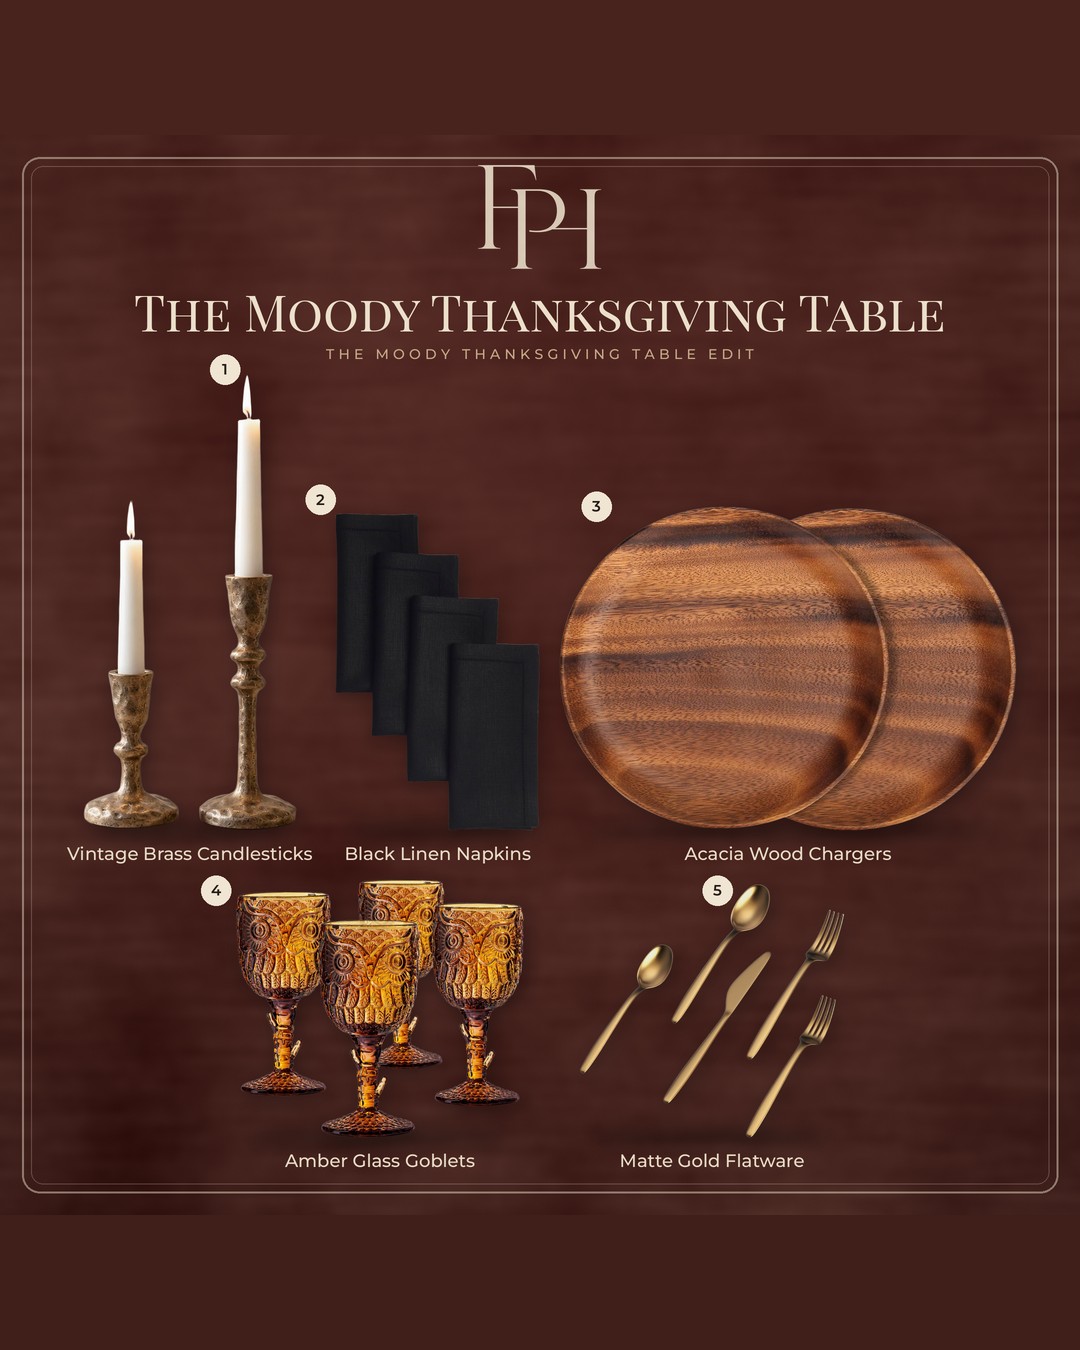 FPH
THE MOODY THANKSGIVING TABLE
THE MOODY THANKSGIVING TABLE EDIT
1
2
3
Vintage Brass Candlesticks
Black Linen Napkins
Acacia Wood Chargers
4
5
Amber Glass Goblets
Matte Gold Flatware